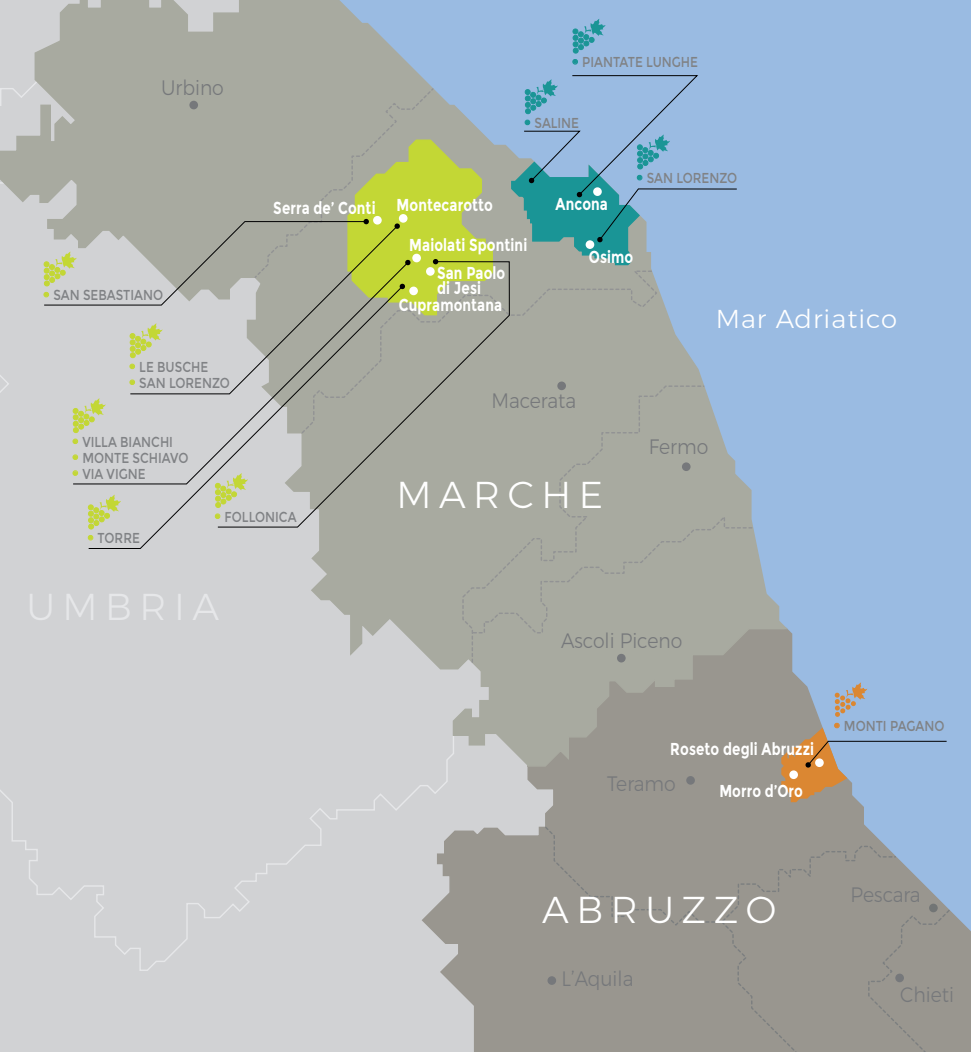 PIANTATE LUNGHE
Urbino
SALINE
SAN LORENZO
Serra de’ Conti
Montecarotto
Ancona
Maiolati Spontini
Osimo
San Paolo
di Jesi
Cupramontana
SAN SEBASTIANO
Mar Adriatico
LE BUSCHE
SAN LORENZO
Macerata
VILLA BIANCHI
MONTE SCHIAVO
VIA VIGNE
Fermo
MARCHE
FOLLONICA
TORRE
UMBRIA
Ascoli Piceno
MONTI PAGANO
Roseto degli Abruzzi
Teramo
Morro d’Oro
Pescara
ABRUZZO
L’Aquila
Chieti